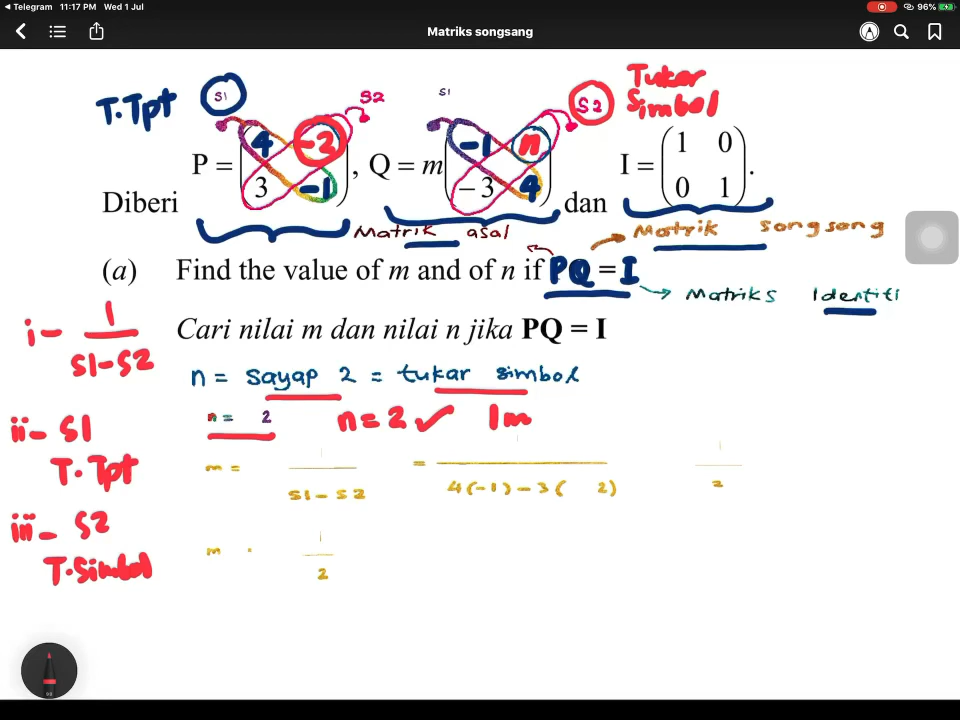 Telegram 11:17 PM Wed 1 Jul 96%
Matriks songsang
T.Tpt S1 S2 S1 S2 Tukar Simbol
Diberi P = (4 -2 3 -1), Q = m(-1 n -3 4) dan I = (1 0 0 1).
Matrik asal Matrik songsang
(a) Find the value of m and of n if PQ = I
Matriks Identiti
Cari nilai m dan nilai n jika PQ = I
i- 1/S1-S2
n = sayap 2 = tukar simbol
n = 2 n = 2 ✓ 1m
ii- S1 T.Tpt
m = 1/S1-S2 = 1/4(-1)-3( 2) 1/2
iii- S2 T.Simbol
m 1/2